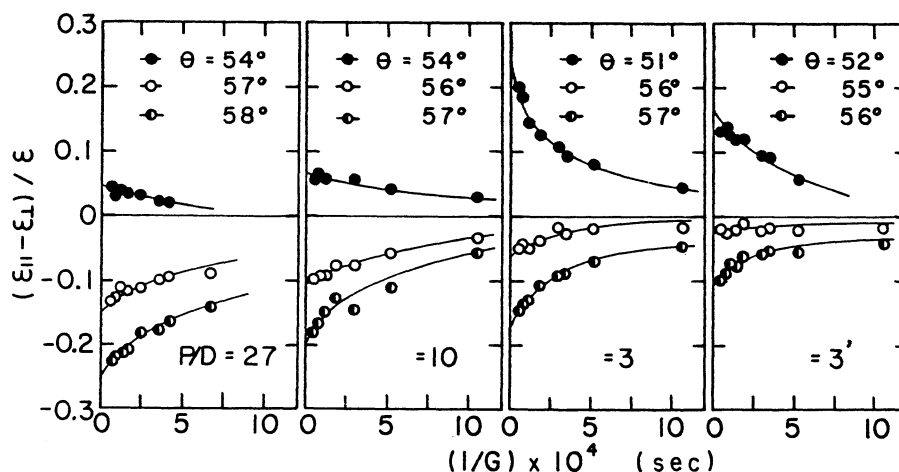 0.3
0.2
0.1
0
-0.1
-0.2
-0.3
(ε|| − ε⊥) / ε
θ = 54°
57°
58°
P/D = 27
θ = 54°
56°
57°
= 10
θ = 51°
56°
57°
= 3
θ = 52°
55°
56°
= 3'
0 5 10
0 5 10
0 5 10
0 5 10
(1/G) x 10⁴ (sec)